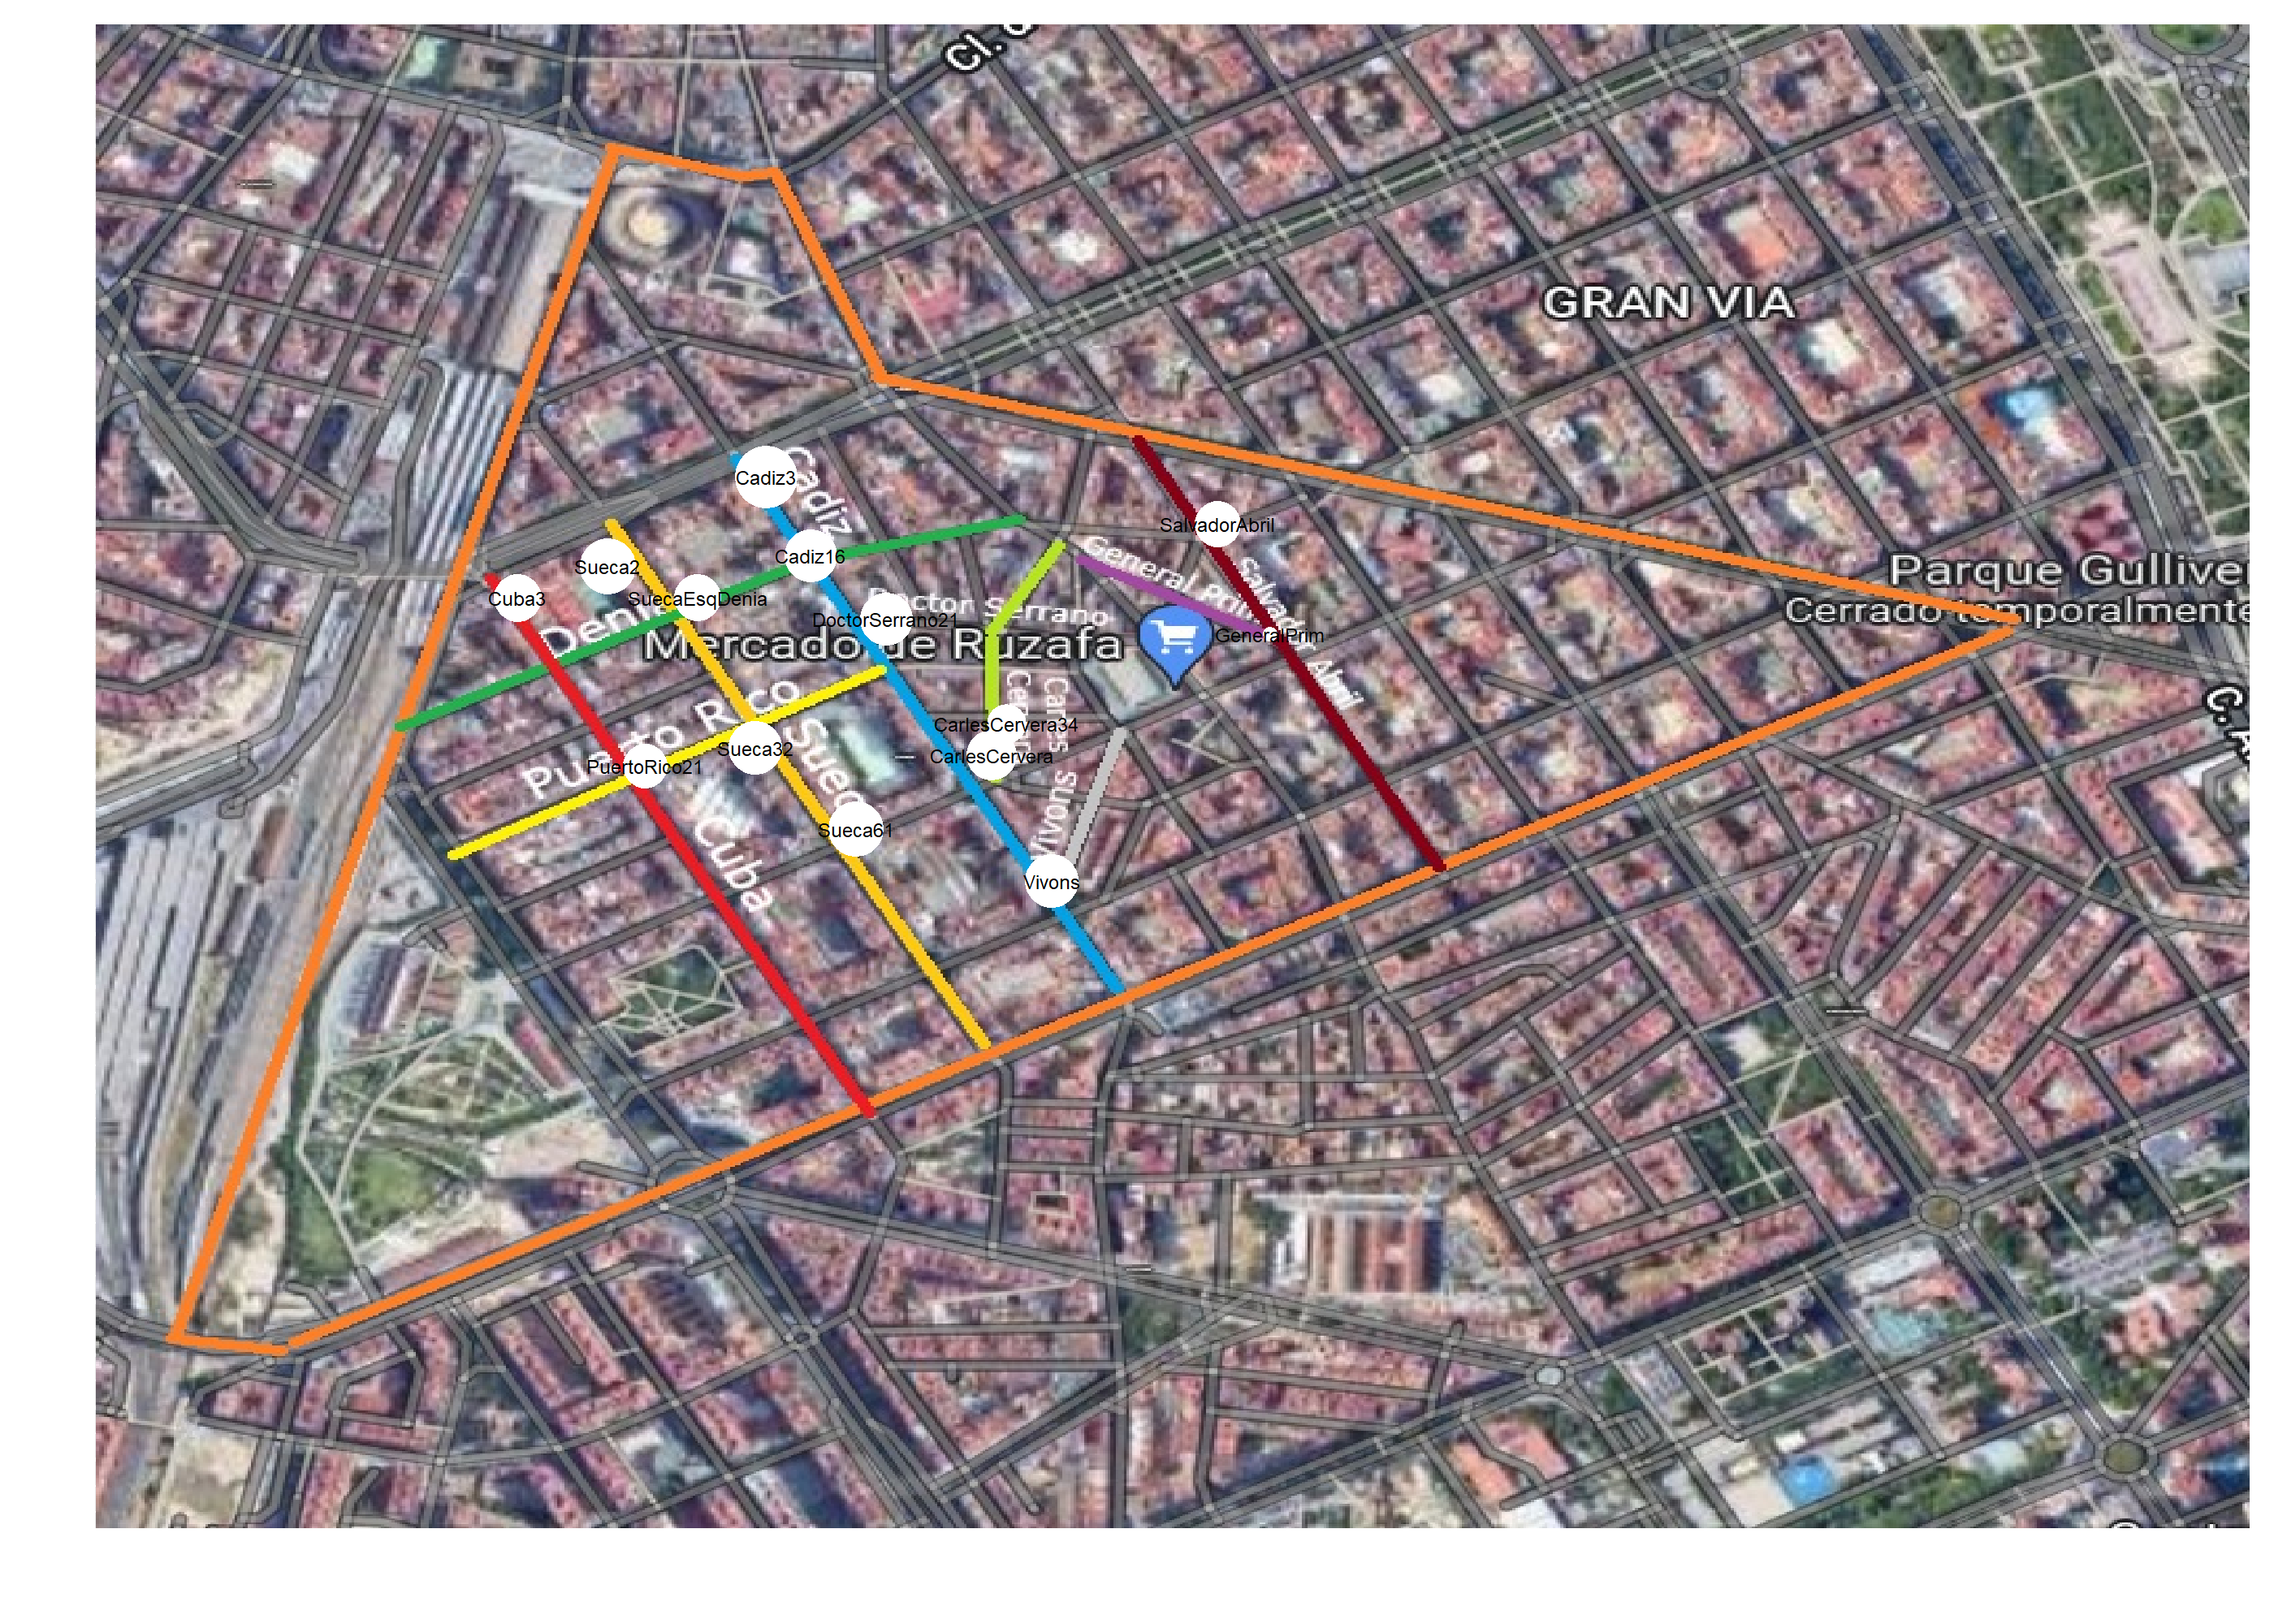 Cl. C
GRAN VIA
Cadiz3
Cadiz
SalvadorAbril
Cadiz16
General Prim
Parque Gulliver
Cerrado temporalmente
Sueca2
Cuba3
SuecaEsqDenia
Doctor Serrano
DoctorSerrano21
Salvador Abril
GeneralPrim
Denia
Mercado de Ruzafa
Puerto Rico
Carles Cervera
CarlesCervera34
C. A
Sueca32
CarlesCervera
PuertoRico21
Sueca
Sueca61
Cuba
Vivons
Vivons